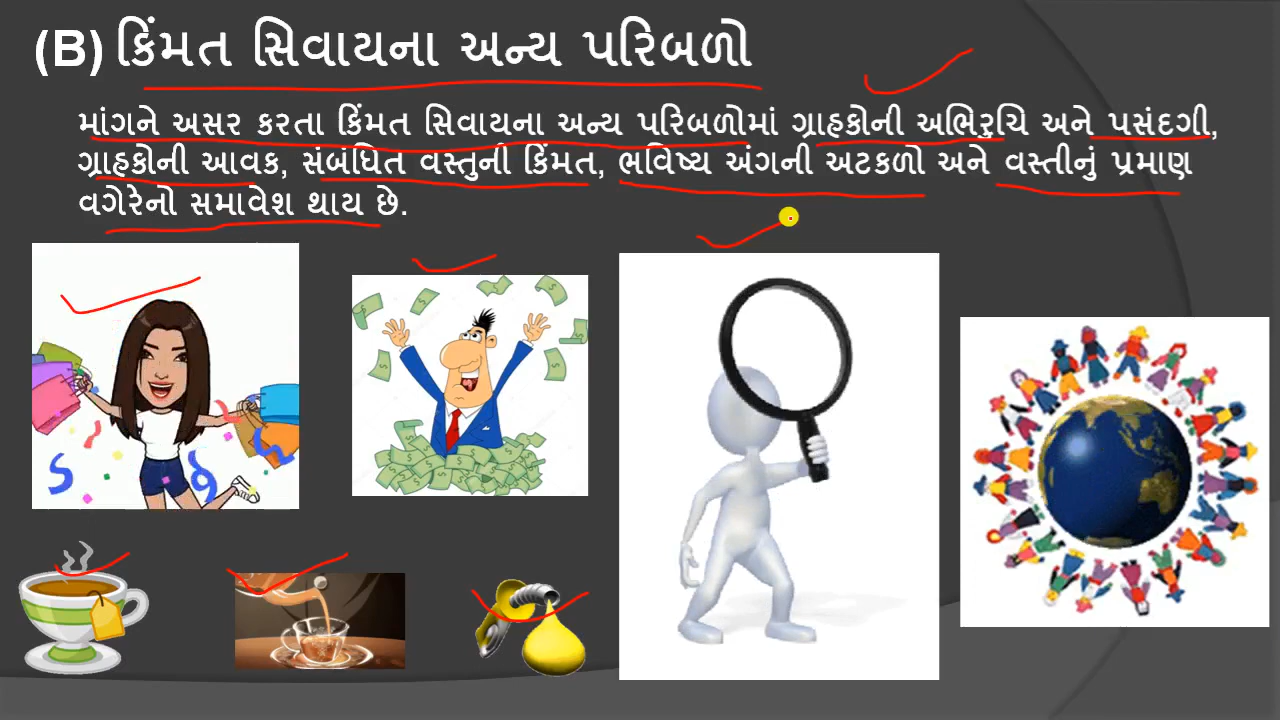 (B) કિંમત સિવાયના અન્ય પરિબળો
માંગને અસર કરતા કિંમત સિવાયના અન્ય પરિબળોમાં ગ્રાહકોની અભિરુચિ અને પસંદગી,
ગ્રાહકોની આવક, સંબંધિત વસ્તુની કિંમત, ભવિષ્ય અંગની અટકળો અને વસ્તીનું પ્રમાણ
વગેરેનો સમાવેશ થાય છે.